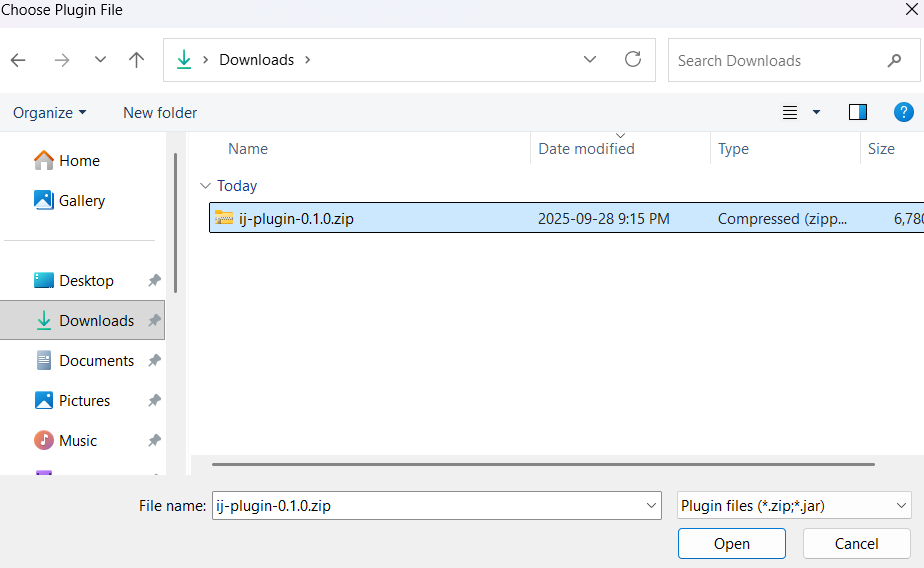 Choose Plugin File
Downloads
Search Downloads
Organize
New folder
?
Name
Date modified
Type
Size
Home
Gallery
Desktop
Downloads
Documents
Pictures
Music
Today
ij-plugin-0.1.0.zip
2025-09-28 9:15 PM
Compressed (zipp...
6,780
File name:
ij-plugin-0.1.0.zip
Plugin files (*.zip;*.jar)
Open
Cancel